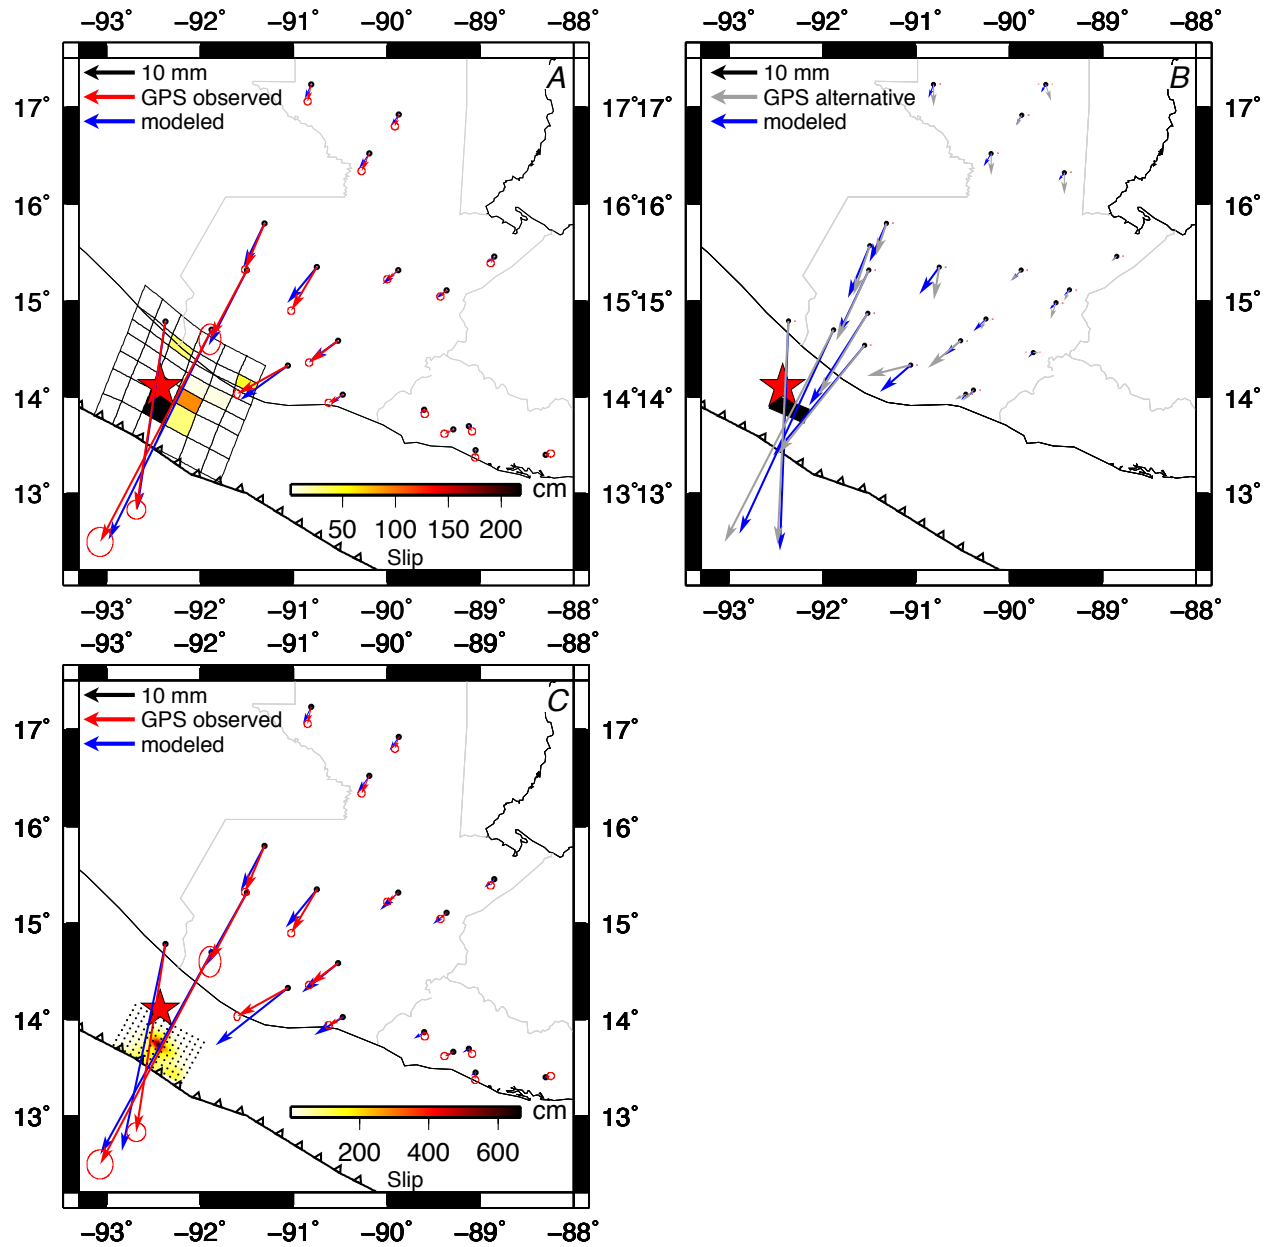 −93° −92° −91° −90° −89° −88°
−93° −92° −91° −90° −89° −88°
10 mm
GPS observed
modeled
A
10 mm
GPS alternative
modeled
B
17° 17° 17°
16° 16° 16°
15° 15° 15°
14° 14° 14°
13° 13° 13°
cm
50 100 150 200
Slip
−93° −92° −91° −90° −89° −88°
−93° −92° −91° −90° −89° −88°
−93° −92° −91° −90° −89° −88°
10 mm
GPS observed
modeled
C
17° 17°
16° 16°
15° 15°
14° 14°
13° 13°
cm
200 400 600
Slip
−93° −92° −91° −90° −89° −88°